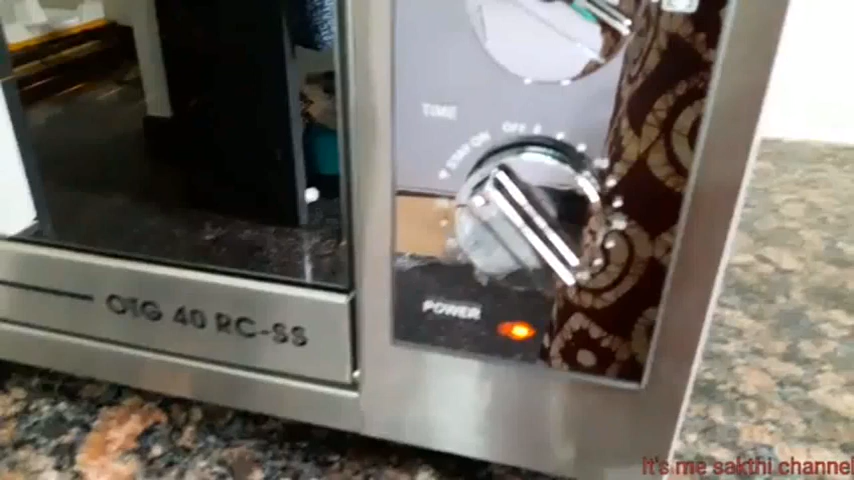 TIME
STAY ON
OFF
POWER
OTG 40 RC-SS
It's me sakthi channel